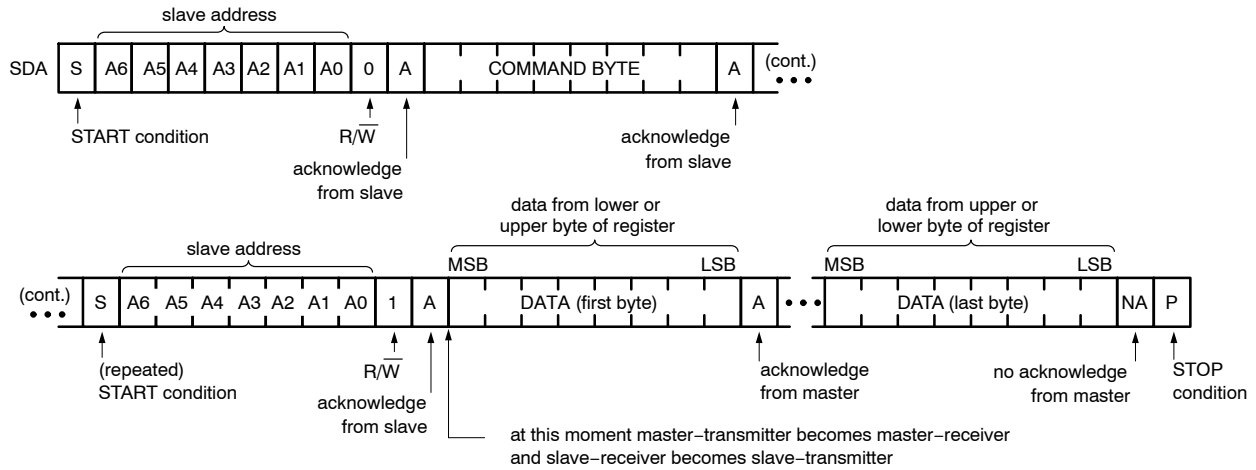 slave address
SDA S A6 A5 A4 A3 A2 A1 A0 0 A COMMAND BYTE A (cont.)
START condition
R/W̅
acknowledge
from slave
acknowledge
from slave
data from lower or
upper byte of register
data from upper or
lower byte of register
slave address
MSB LSB MSB LSB
(cont.) S A6 A5 A4 A3 A2 A1 A0 1 A DATA (first byte) A DATA (last byte) NA P
(repeated)
START condition
R/W̅
acknowledge
from slave
acknowledge
from master
no acknowledge
from master
STOP
condition
at this moment master−transmitter becomes master−receiver
and slave−receiver becomes slave−transmitter